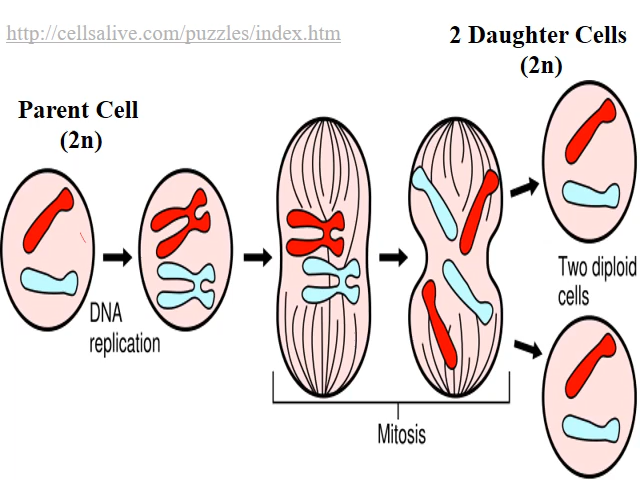 http://cellsalive.com/puzzles/index.htm
2 Daughter Cells
(2n)
Parent Cell
(2n)
DNA
replication
Two diploid
cells
Mitosis